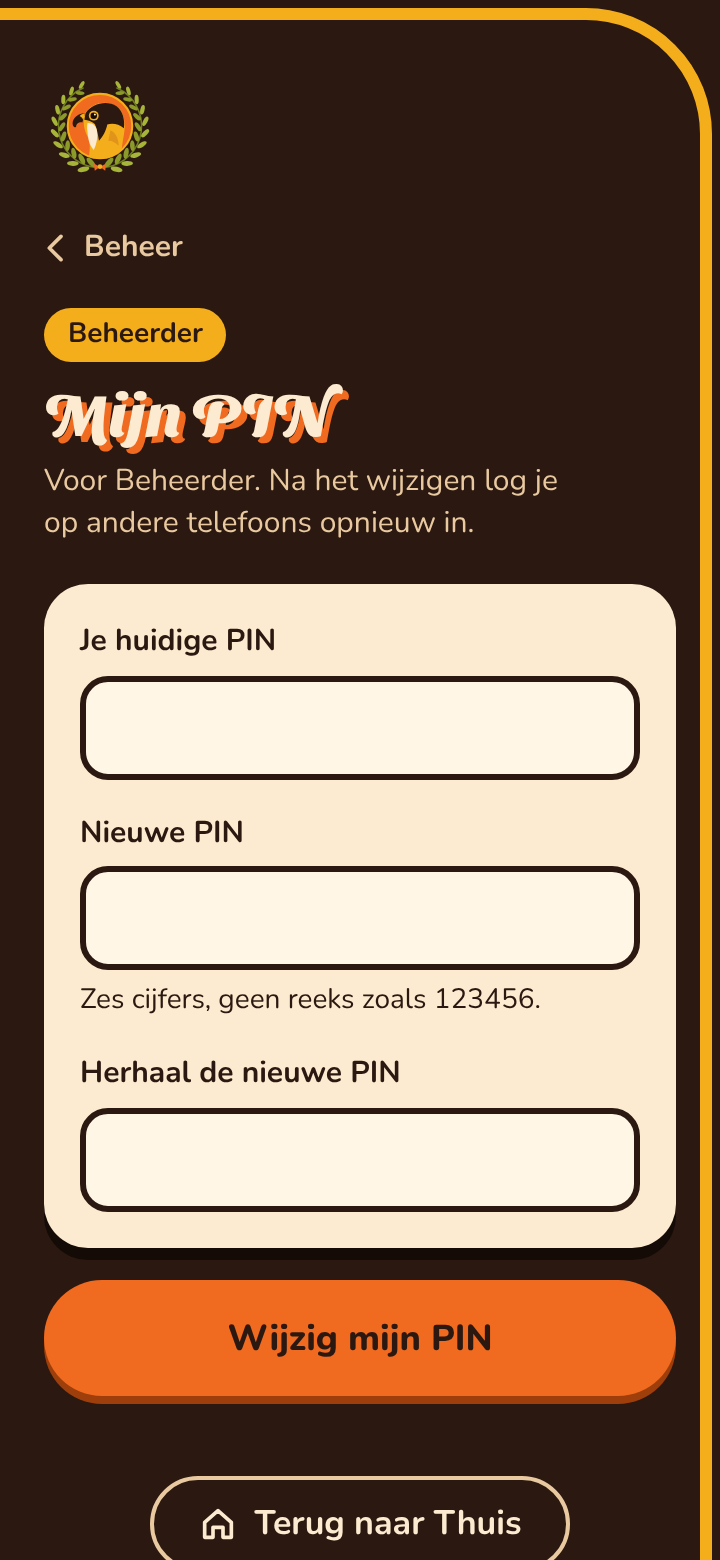 Beheer
Beheerder
Mijn PIN
Voor Beheerder. Na het wijzigen log je
op andere telefoons opnieuw in.
Je huidige PIN
Nieuwe PIN
Zes cijfers, geen reeks zoals 123456.
Herhaal de nieuwe PIN
Wijzig mijn PIN
Terug naar Thuis